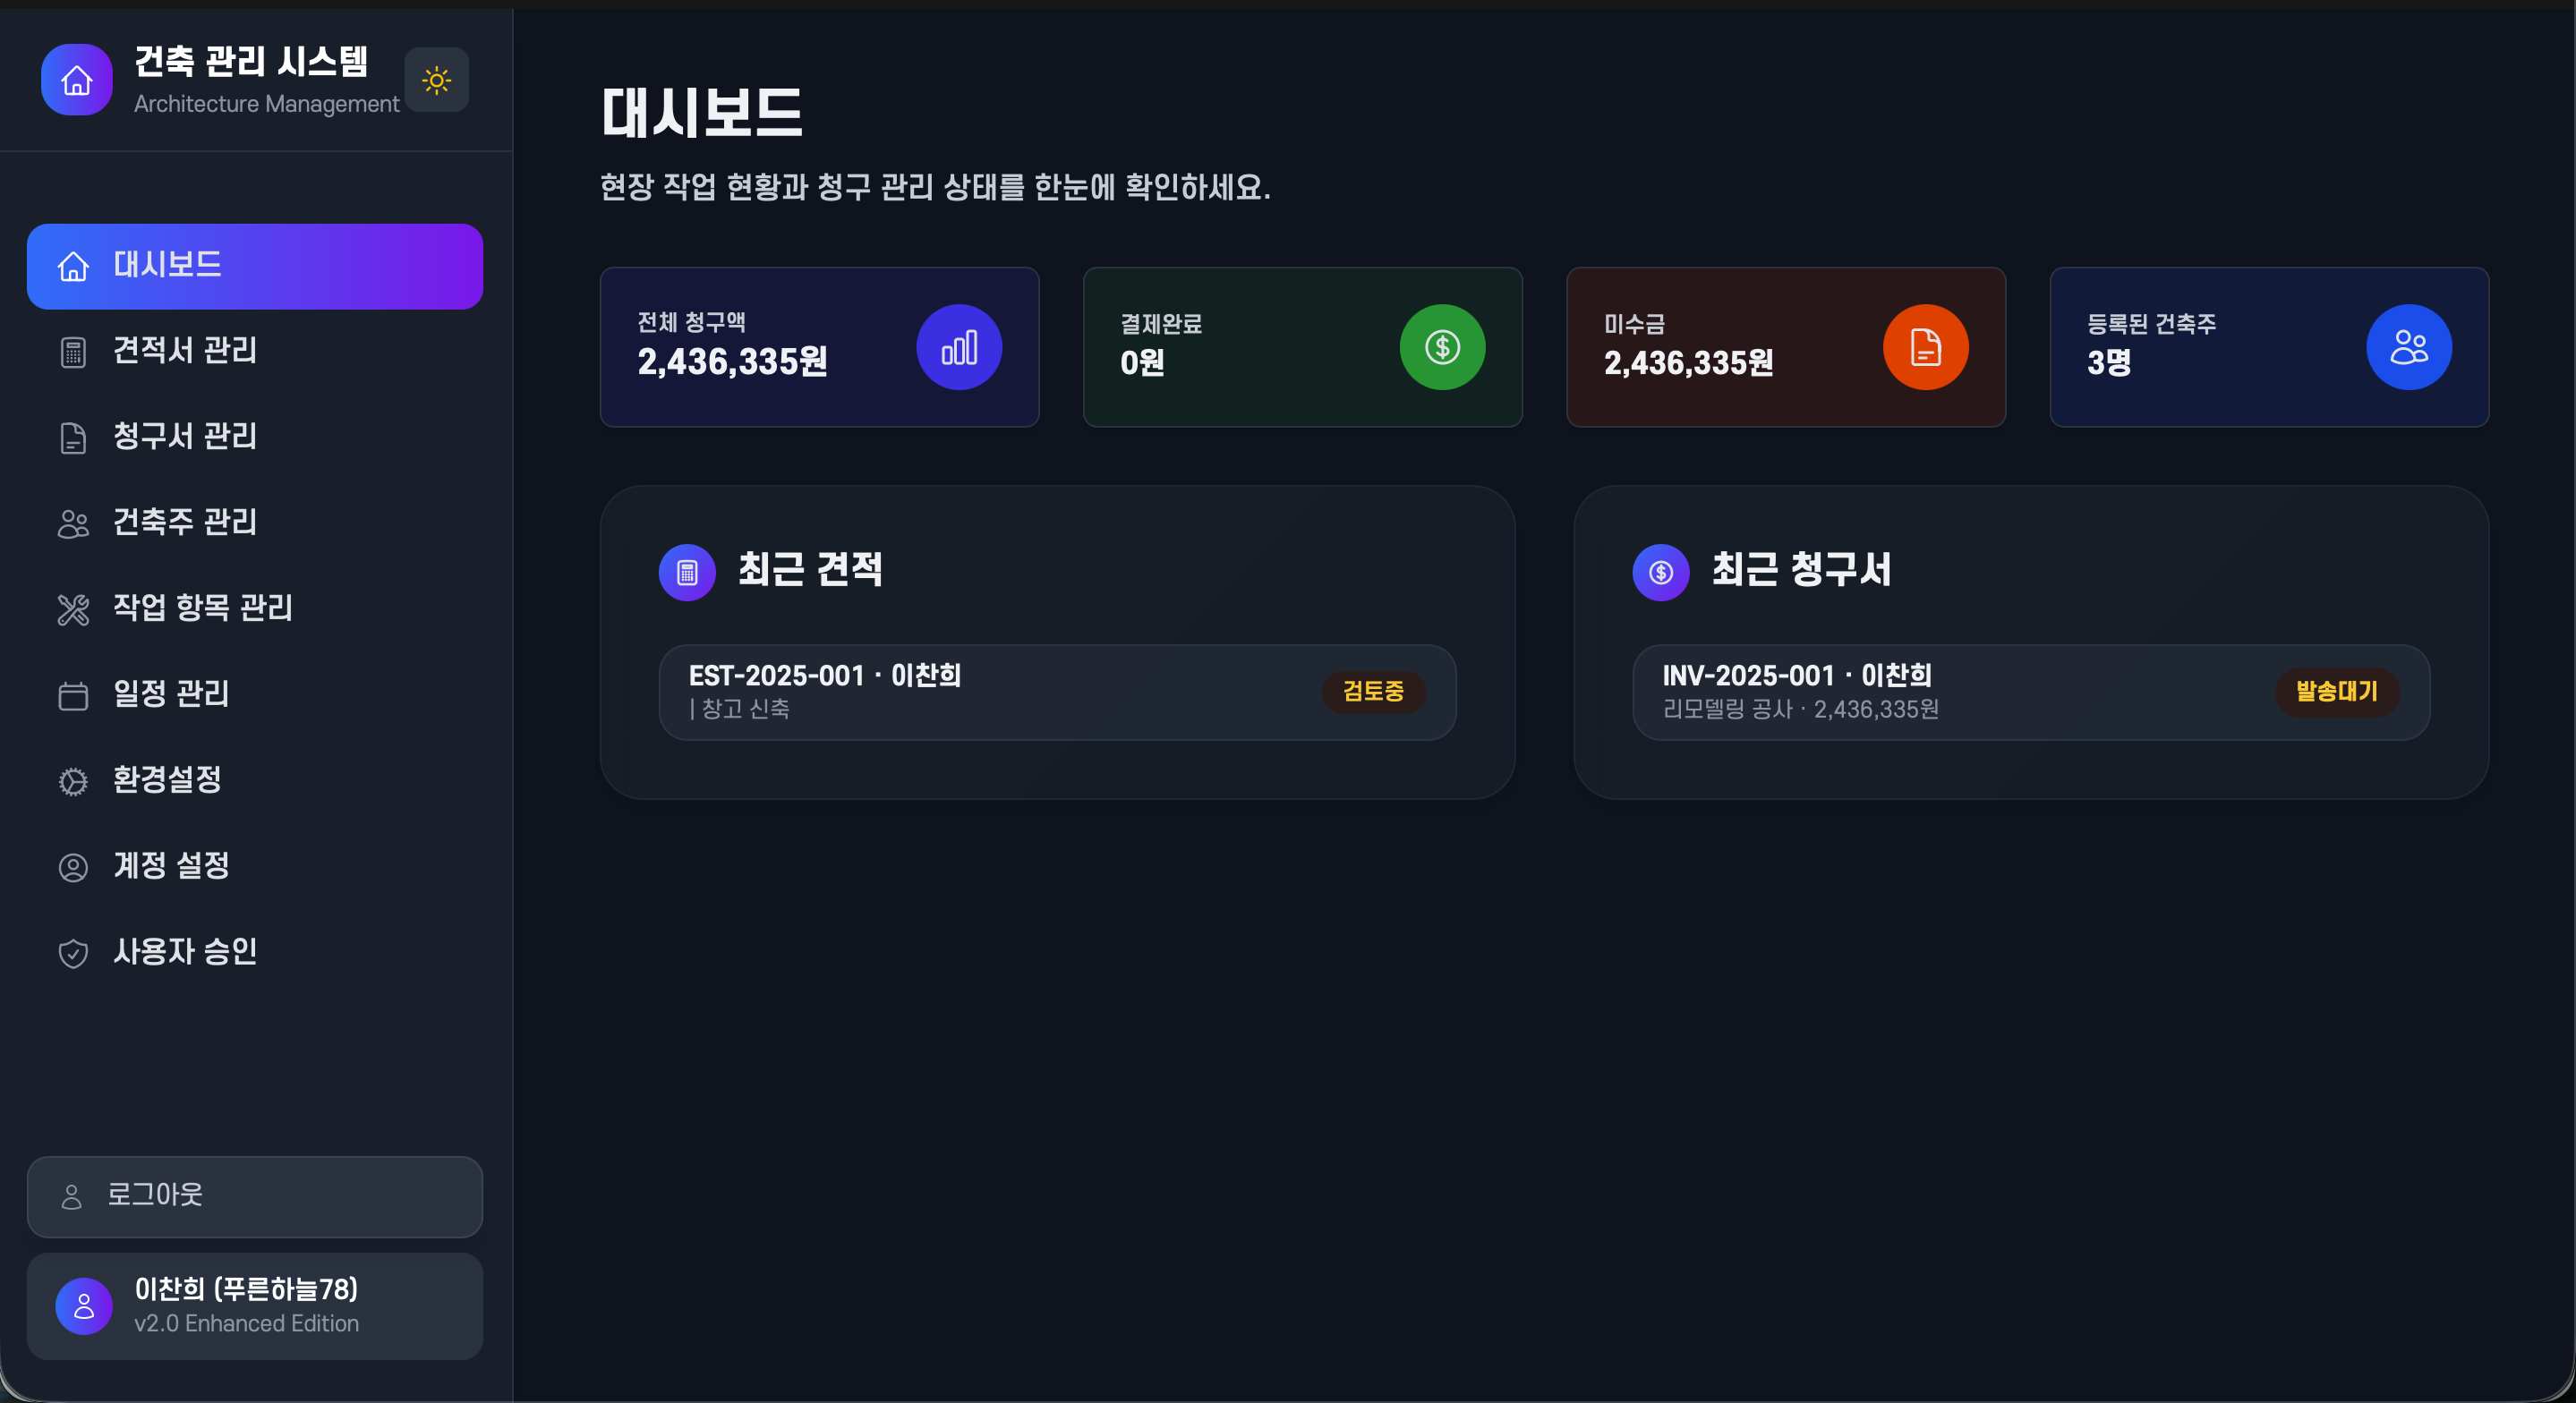 건축 관리 시스템
Architecture Management
대시보드
견적서 관리
청구서 관리
건축주 관리
작업 항목 관리
일정 관리
환경설정
계정 설정
사용자 승인
로그아웃
이찬희 (푸른하늘78)
v2.0 Enhanced Edition
대시보드
현장 작업 현황과 청구 관리 상태를 한눈에 확인하세요.
전체 청구액
2,436,335원
결제완료
0원
미수금
2,436,335원
등록된 건축주
3명
최근 견적
EST-2025-001 · 이찬희
| 창고 신축
검토중
최근 청구서
INV-2025-001 · 이찬희
리모델링 공사 · 2,436,335원
발송대기